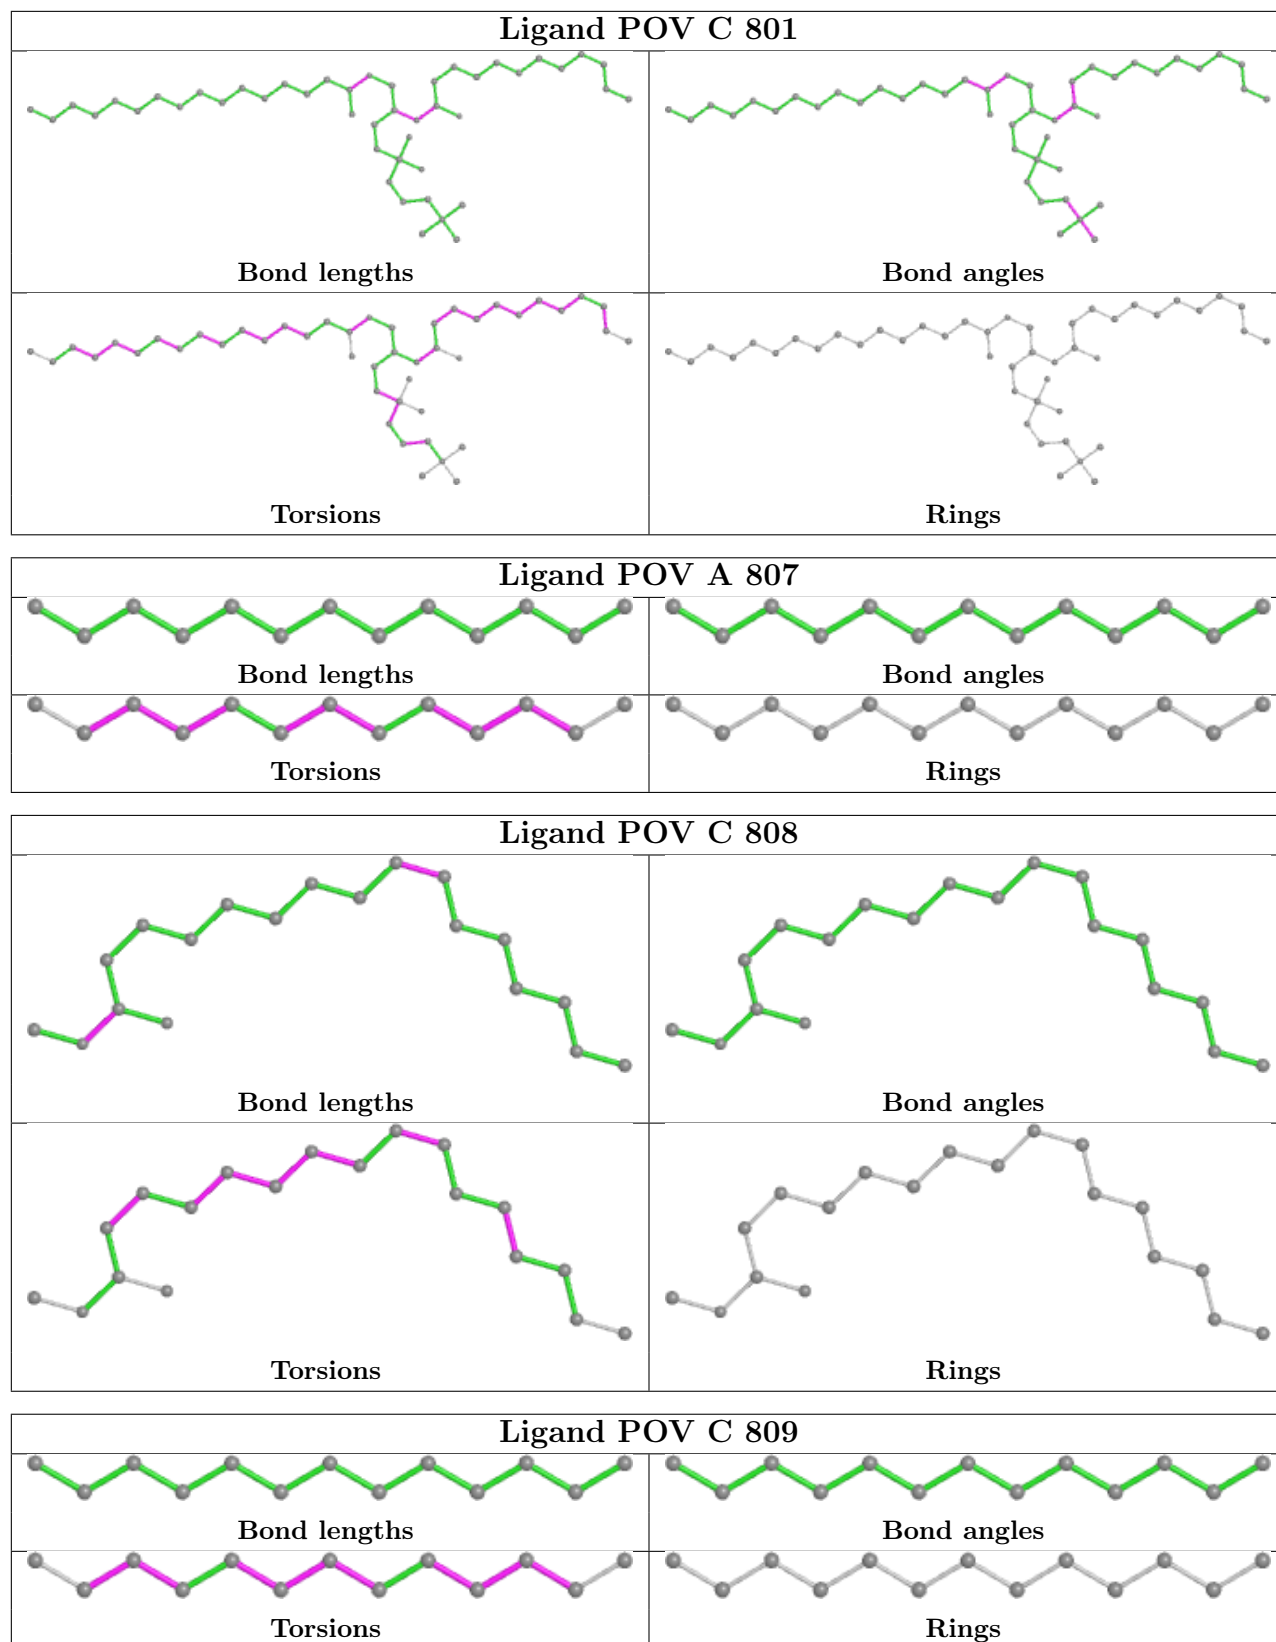 Ligand POV C 801
Bond lengths
Bond angles
Torsions
Rings
Ligand POV A 807
Bond lengths
Bond angles
Torsions
Rings
Ligand POV C 808
Bond lengths
Bond angles
Torsions
Rings
Ligand POV C 809
Bond lengths
Bond angles
Torsions
Rings